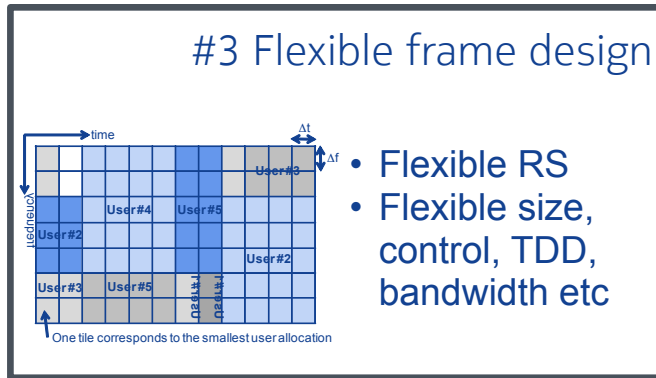 #3 Flexible frame design
time
Δt
Δf
frequency
User#3
User#4
User#5
User#2
User#2
User#3
User#5
User#1
User#1
One tile corresponds to the smallest user allocation
• Flexible RS
• Flexible size,
control, TDD,
bandwidth etc